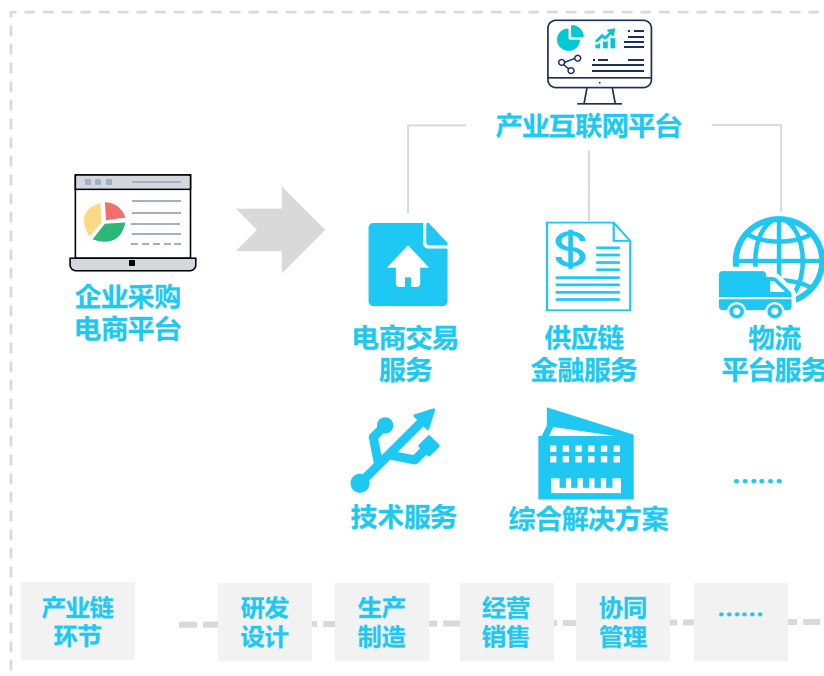 产业互联网平台
企业采购
电商平台
电商交易
服务
供应链
金融服务
物流
平台服务
技术服务
综合解决方案
......
产业链
环节
研发
设计
生产
制造
经营
销售
协同
管理
......